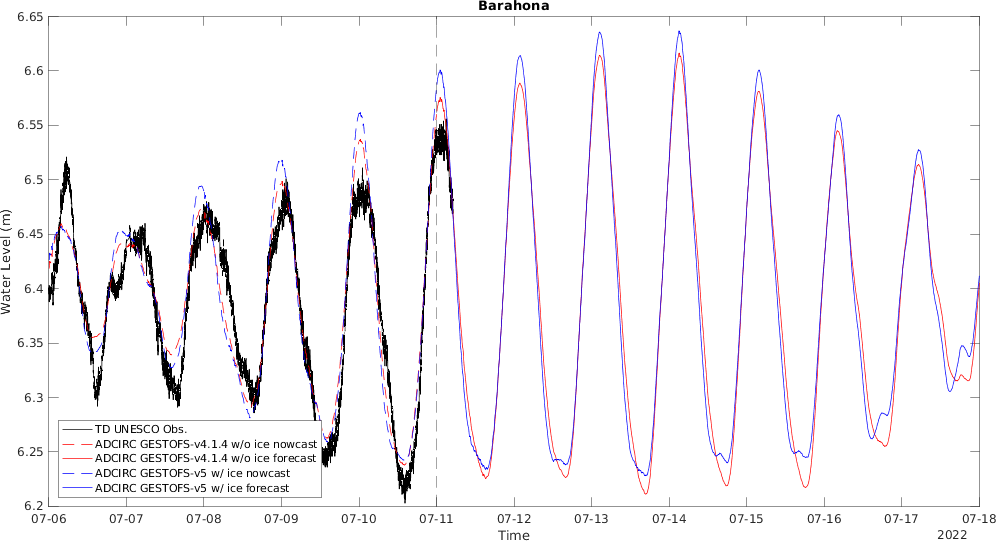 Barahona
6.65
6.6
6.55
6.5
6.45
6.4
6.35
6.3
6.25
6.2
Water Level (m)
TD UNESCO Obs.
ADCIRC GESTOFS-v4.1.4 w/o ice nowcast
ADCIRC GESTOFS-v4.1.4 w/o ice forecast
ADCIRC GESTOFS-v5 w/ ice nowcast
ADCIRC GESTOFS-v5 w/ ice forecast
07-06 07-07 07-08 07-09 07-10 07-11 07-12 07-13 07-14 07-15 07-16 07-17 07-18
Time
2022